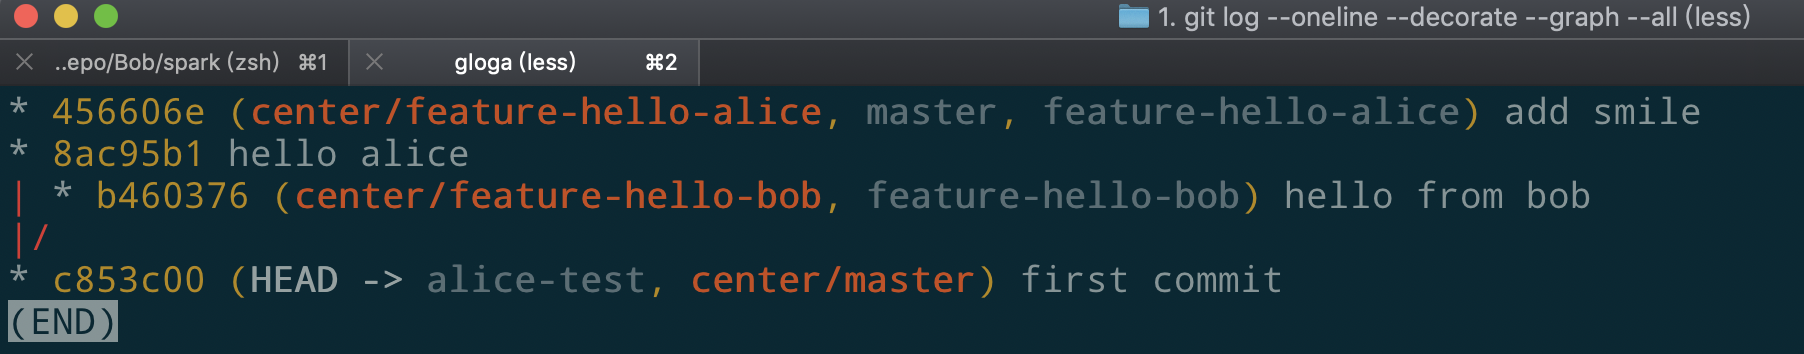 1. git log --oneline --decorate --graph --all (less)
..epo/Bob/spark (zsh) ⌘1 gloga (less) ⌘2
* 456606e (center/feature-hello-alice, master, feature-hello-alice) add smile
* 8ac95b1 hello alice
| * b460376 (center/feature-hello-bob, feature-hello-bob) hello from bob
|/
* c853c00 (HEAD -> alice-test, center/master) first commit
(END)